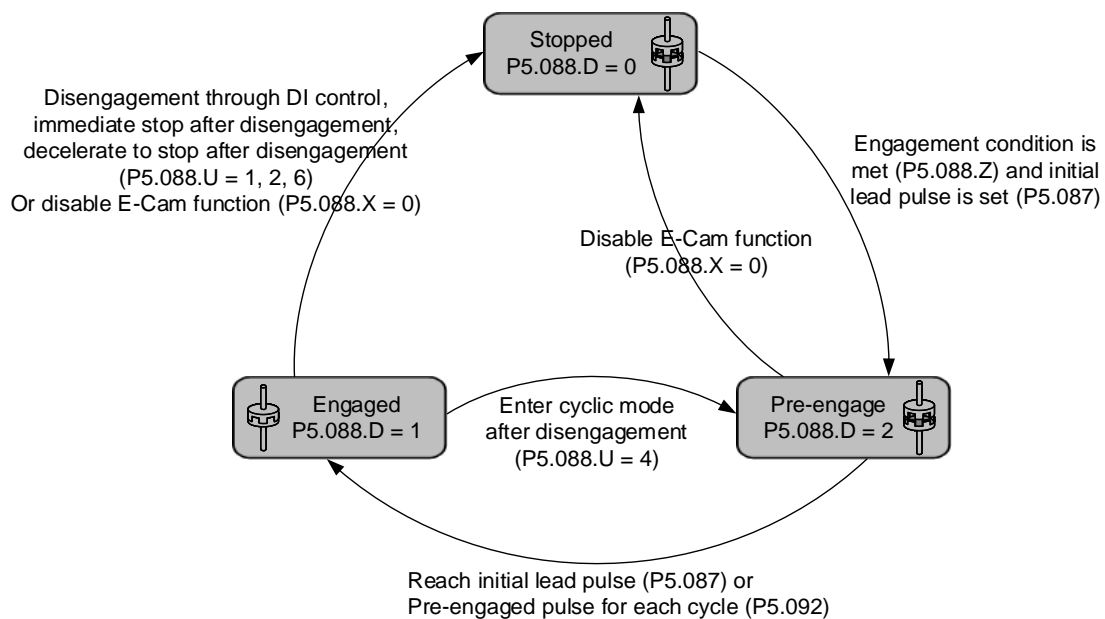 Stopped
P5.088.D = 0
Disengagement through DI control,
immediate stop after disengagement,
decelerate to stop after disengagement
(P5.088.U = 1, 2, 6)
Or disable E-Cam function (P5.088.X = 0)
Engagement condition is
met (P5.088.Z) and initial
lead pulse is set (P5.087)
Disable E-Cam function
(P5.088.X = 0)
Engaged
P5.088.D = 1
Enter cyclic mode
after disengagement
(P5.088.U = 4)
Pre-engage
P5.088.D = 2
Reach initial lead pulse (P5.087) or
Pre-engaged pulse for each cycle (P5.092)